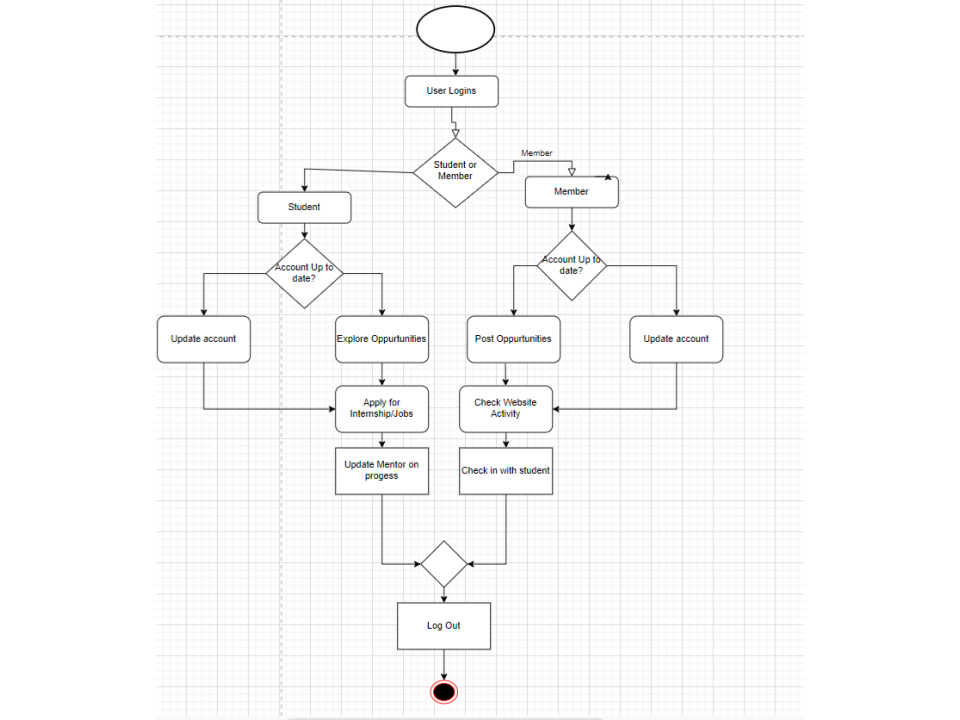 User Logins
Student or
Member
Member
Member
Student
Account Up to
date?
Account Up to
date?
Update account
Explore Oppurtunities
Post Oppurtunities
Update account
Apply for
Internship/Jobs
Check Website
Activity
Update Mentor on
progess
Check in with student
Log Out